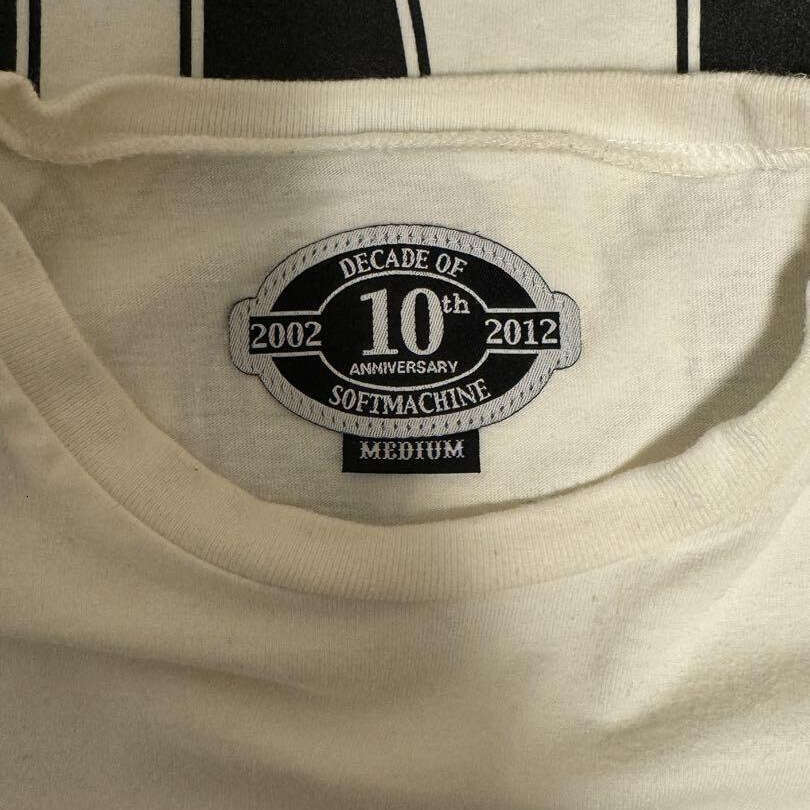 DECADE OF
2002 10th 2012
ANNIVERSARY
SOFTMACHINE
MEDIUM